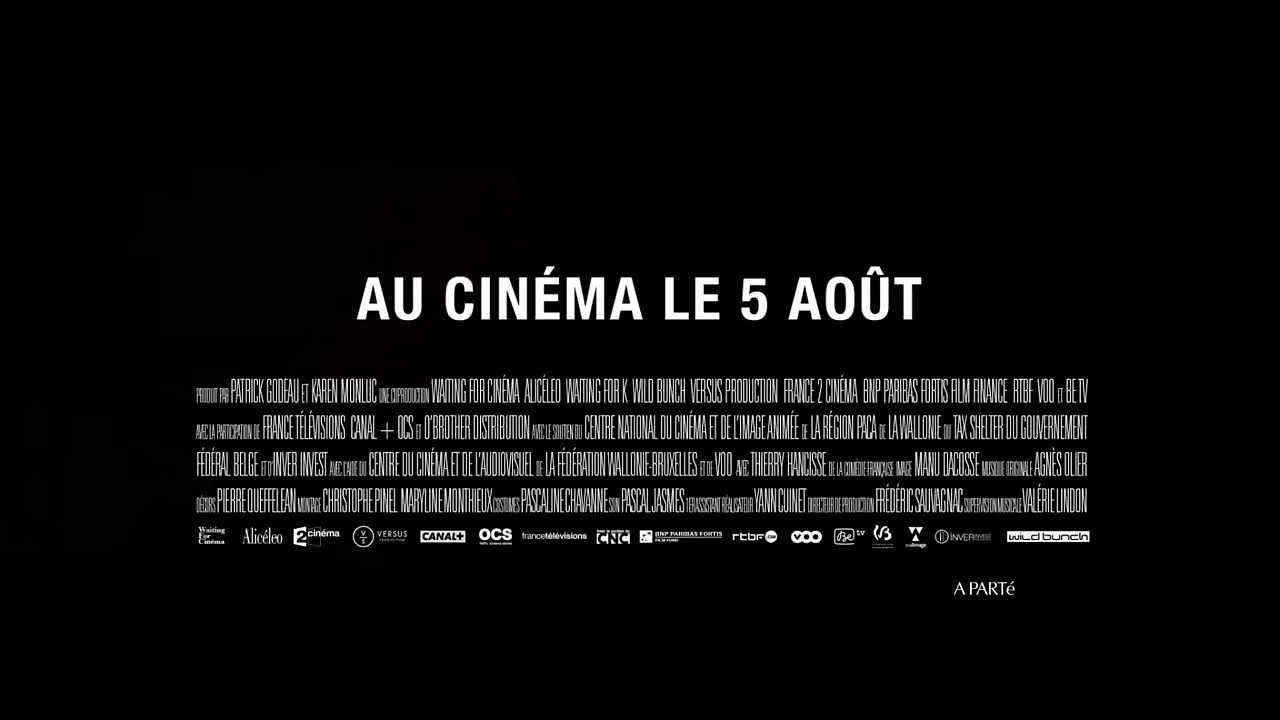 AU CINÉMA LE 5 AOÛT
PRODUIT PAR PATRICK GODEAU ET KAREN MONLUC UNE COPRODUCTION WAITING FOR CINÉMA ALICÉLEO WAITING FOR K WILD BUNCH VERSUS PRODUCTION FRANCE 2 CINÉMA BNP PARIBAS FORTIS FILM FINANCE RTBF VOO ET BE TV
AVEC LA PARTICIPATION DE FRANCE TÉLÉVISIONS CANAL + OCS ET O'BROTHER DISTRIBUTION AVEC LE SOUTIEN DU CENTRE NATIONAL DU CINÉMA ET DE L'IMAGE ANIMÉE DE LA RÉGION PACA DE LA WALLONIE DU TAX SHELTER DU GOUVERNEMENT
FÉDÉRAL BELGE ET D'INVER INVEST AVEC L'AIDE DU CENTRE DU CINÉMA ET DE L'AUDIOVISUEL DE LA FÉDÉRATION WALLONIE-BRUXELLES ET DE VOO AVEC THIERRY HANCISSE DE LA COMÉDIE FRANÇAISE IMAGE MANU DACOSSE MUSIQUE ORIGINALE AGNÈS OLIER
DÉCORS PIERRE QUEFFELEAN MONTAGE CHRISTOPHE PINEL MARYLINE MONTHIEUX COSTUMES PASCALINE CHAVANNE SON PASCAL JASMES 1ER ASSISTANT RÉALISATEUR YANN CUINET DIRECTEUR DE PRODUCTION FRÉDÉRIC SAUVAGNAC SUPERVISION MUSICALE VALÉRIE LINDON
Waiting For Cinéma Alicéleo 2 cinéma VERSUS PRODUCTION CANAL+ OCS francetélévisions CNC BNP PARIBAS FORTIS FILM FUND rtbf.be VOO Be tv wallimage INVERINVEST wild bunch
A PARTé